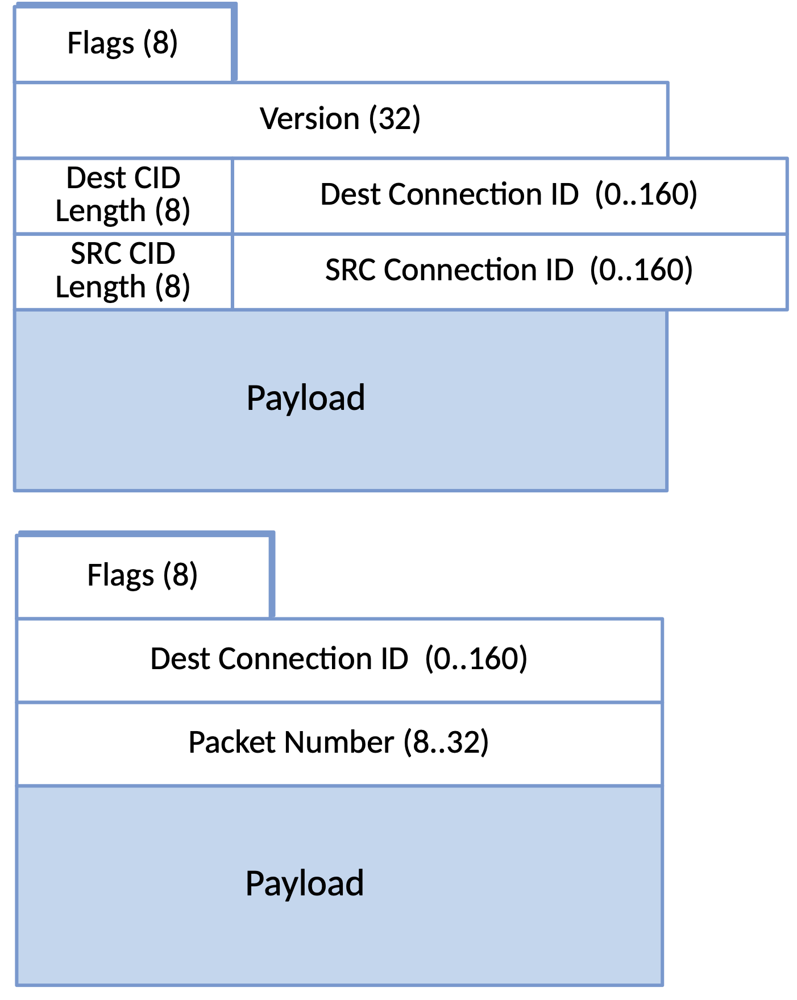 Flags (8)
Version (32)
Dest CID
Length (8)
Dest Connection ID  (0..160)
SRC CID
Length (8)
SRC Connection ID  (0..160)
Payload
Flags (8)
Dest Connection ID  (0..160)
Packet Number (8..32)
Payload